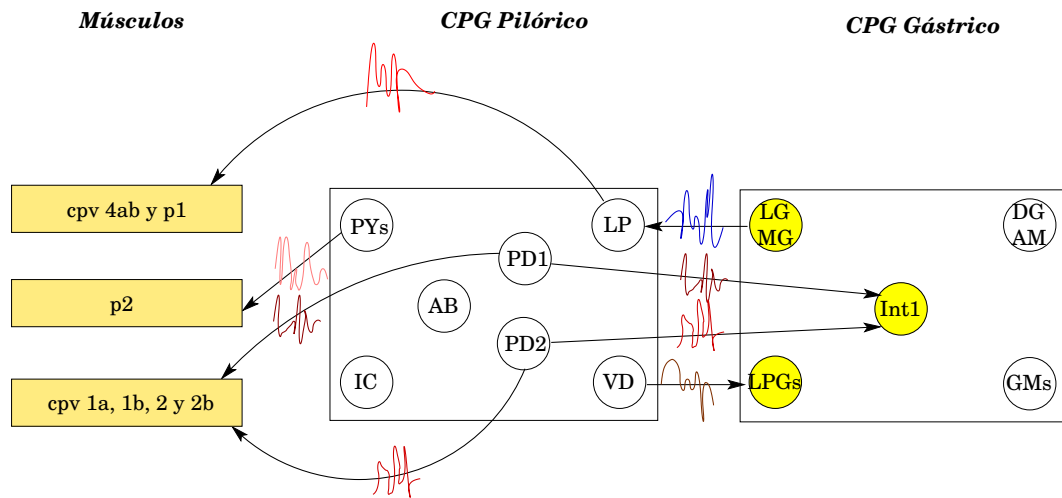 Músculos
CPG Pilórico
CPG Gástrico
cpv 4ab y p1
p2
cpv 1a, 1b, 2 y 2b
PYs
LP
PD1
AB
PD2
IC
VD
LG
MG
DG
AM
Int1
LPGs
GMs